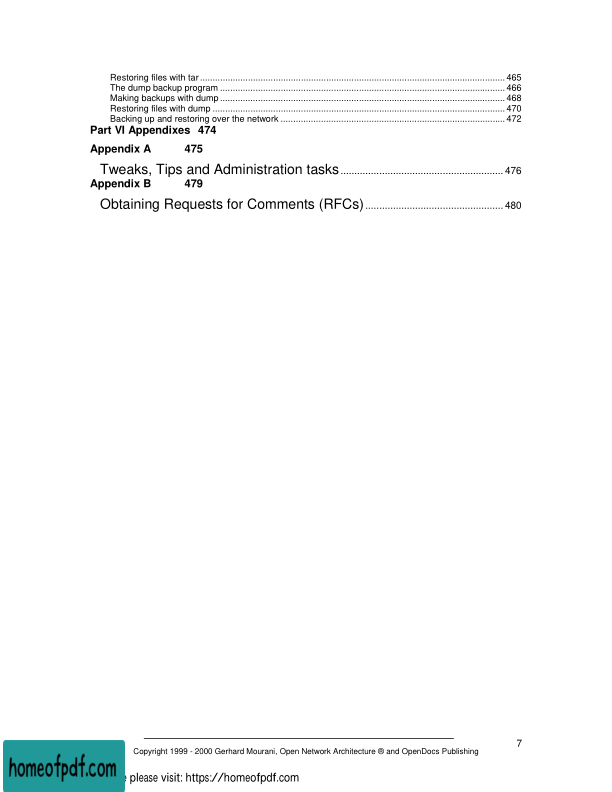 Restoring files with tar ........................................................................................................................... 465
The dump backup program ................................................................................................................... 466
Making backups with dump ................................................................................................................... 468
Restoring files with dump ...................................................................................................................... 470
Backing up and restoring over the network ........................................................................................... 472
Part VI Appendixes 474
Appendix A 475
Tweaks, Tips and Administration tasks ............................................................ 476
Appendix B 479
Obtaining Requests for Comments (RFCs) ................................................... 480
7
Copyright 1999 - 2000 Gerhard Mourani, Open Network Architecture ® and OpenDocs Publishing
homeofpdf.com
please visit: https://homeofpdf.com